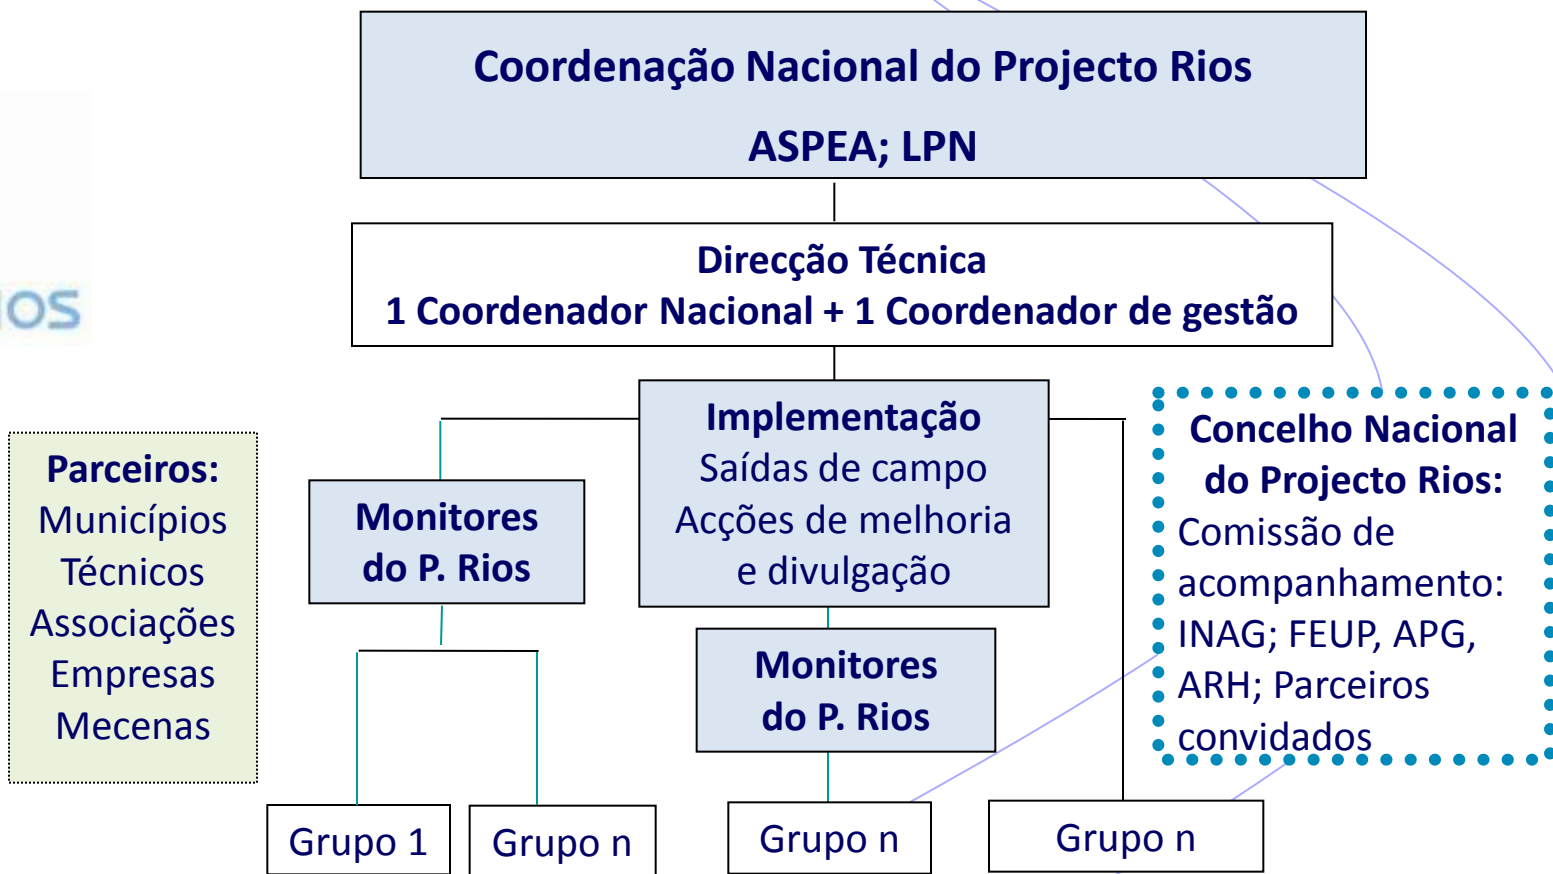 Coordenação Nacional do Projecto Rios
ASPEA; LPN
Direcção Técnica
1 Coordenador Nacional + 1 Coordenador de gestão
IOS
Implementação
Saídas de campo
Acções de melhoria
e divulgação
Parceiros:
Municípios
Técnicos
Associações
Empresas
Mecenas
Monitores
do P. Rios
Monitores
do P. Rios
Concelho Nacional
do Projecto Rios:
Comissão de
acompanhamento:
INAG; FEUP, APG,
ARH; Parceiros
convidados
Grupo 1
Grupo n
Grupo n
Grupo n